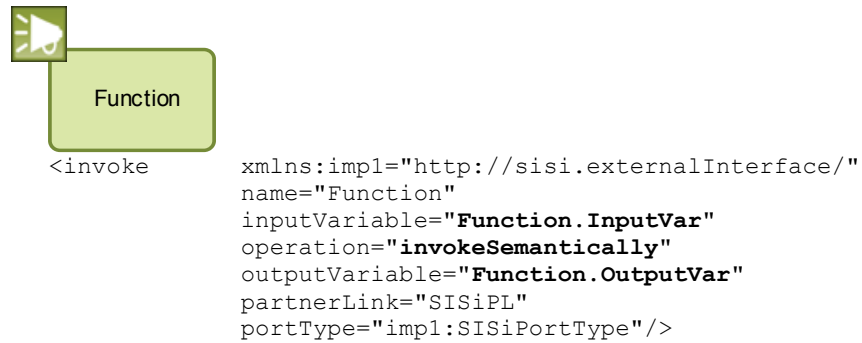 Function
<invoke xmlns:imp1="http://sisi.externalInterface/"
name="Function"
inputVariable="Function.InputVar"
operation="invokeSemantically"
outputVariable="Function.OutputVar"
partnerLink="SISiPL"
portType="imp1:SISiPortType"/>